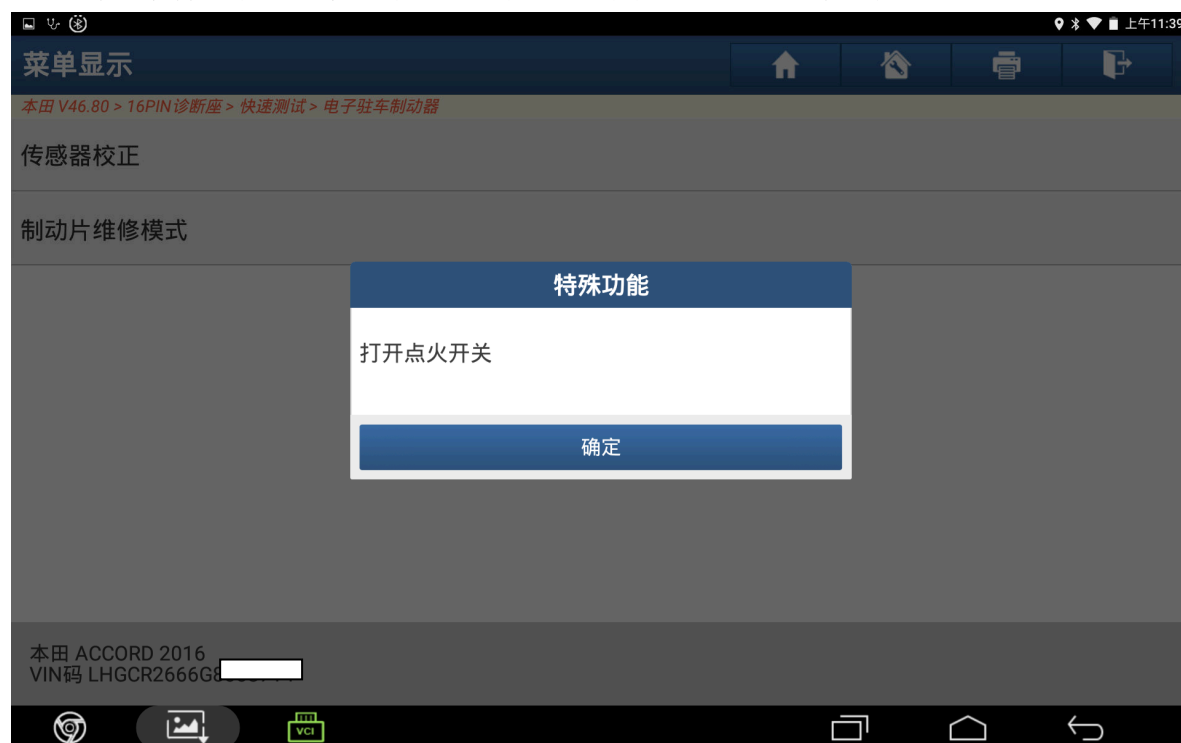 上午11:39
菜单显示
本田 V46.80 > 16PIN诊断座 > 快速测试 > 电子驻车制动器
传感器校正
制动片维修模式
特殊功能
打开点火开关
确定
本田 ACCORD 2016
VIN码 LHGCR2666G8
VCI